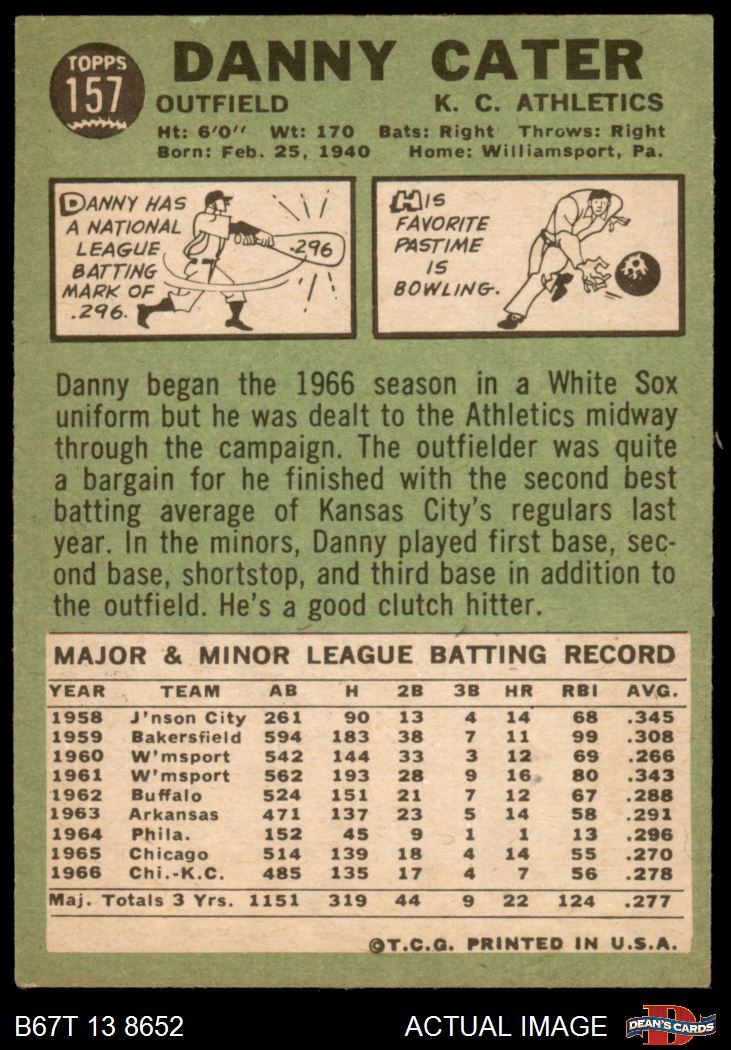 TOPPS
157
DANNY CATER
OUTFIELD K. C. ATHLETICS
Ht: 6'0" Wt: 170 Bats: Right Throws: Right
Born: Feb. 25, 1940 Home: Williamsport, Pa.
DANNY HAS
A NATIONAL
LEAGUE
BATTING
MARK OF
.296.
.296
HIS
FAVORITE
PASTIME
IS
BOWLING.
Danny began the 1966 season in a White Sox
uniform but he was dealt to the Athletics midway
through the campaign. The outfielder was quite
a bargain for he finished with the second best
batting average of Kansas City's regulars last
year. In the minors, Danny played first base, sec-
ond base, shortstop, and third base in addition to
the outfield. He's a good clutch hitter.
MAJOR & MINOR LEAGUE BATTING RECORD
YEAR TEAM AB H 2B 3B HR RBI AVG.
1958 J'nson City 261 90 13 4 14 68 .345
1959 Bakersfield 594 183 38 7 11 99 .308
1960 W'msport 542 144 33 3 12 69 .266
1961 W'msport 562 193 28 9 16 80 .343
1962 Buffalo 524 151 21 7 12 67 .288
1963 Arkansas 471 137 23 5 14 58 .291
1964 Phila. 152 45 9 1 1 13 .296
1965 Chicago 514 139 18 4 14 55 .270
1966 Chi.-K.C. 485 135 17 4 7 56 .278
Maj. Totals 3 Yrs. 1151 319 44 9 22 124 .277
©T.C.G. PRINTED IN U.S.A.
B67T 13 8652 ACTUAL IMAGE
D
DEAN'S CARDS